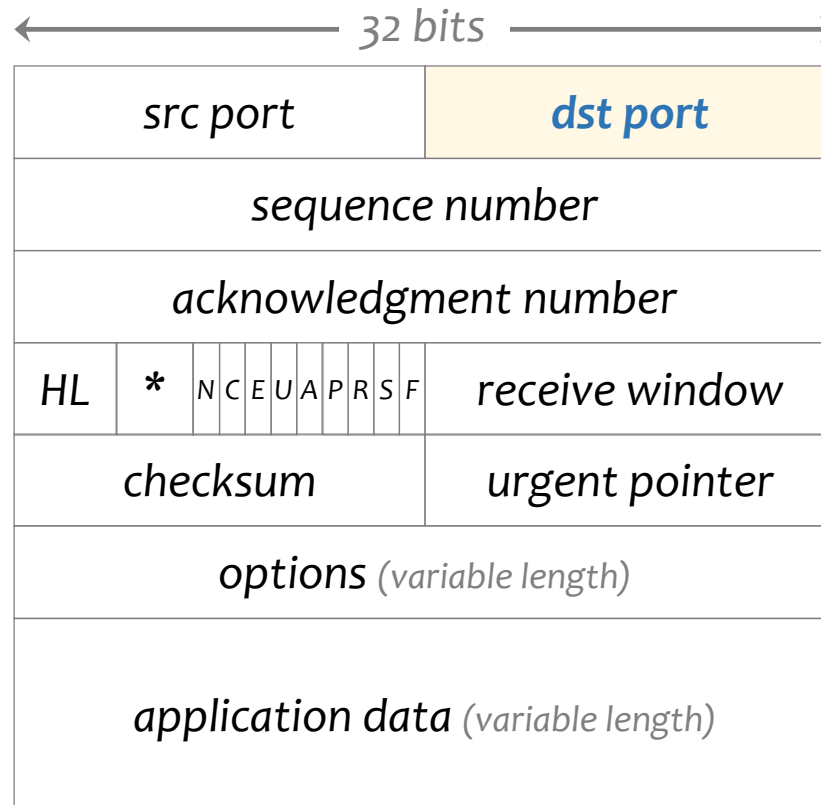 32 bits
src port dst port
sequence number
acknowledgment number
HL * N C E U A P R S F receive window
checksum urgent pointer
options (variable length)
application data (variable length)